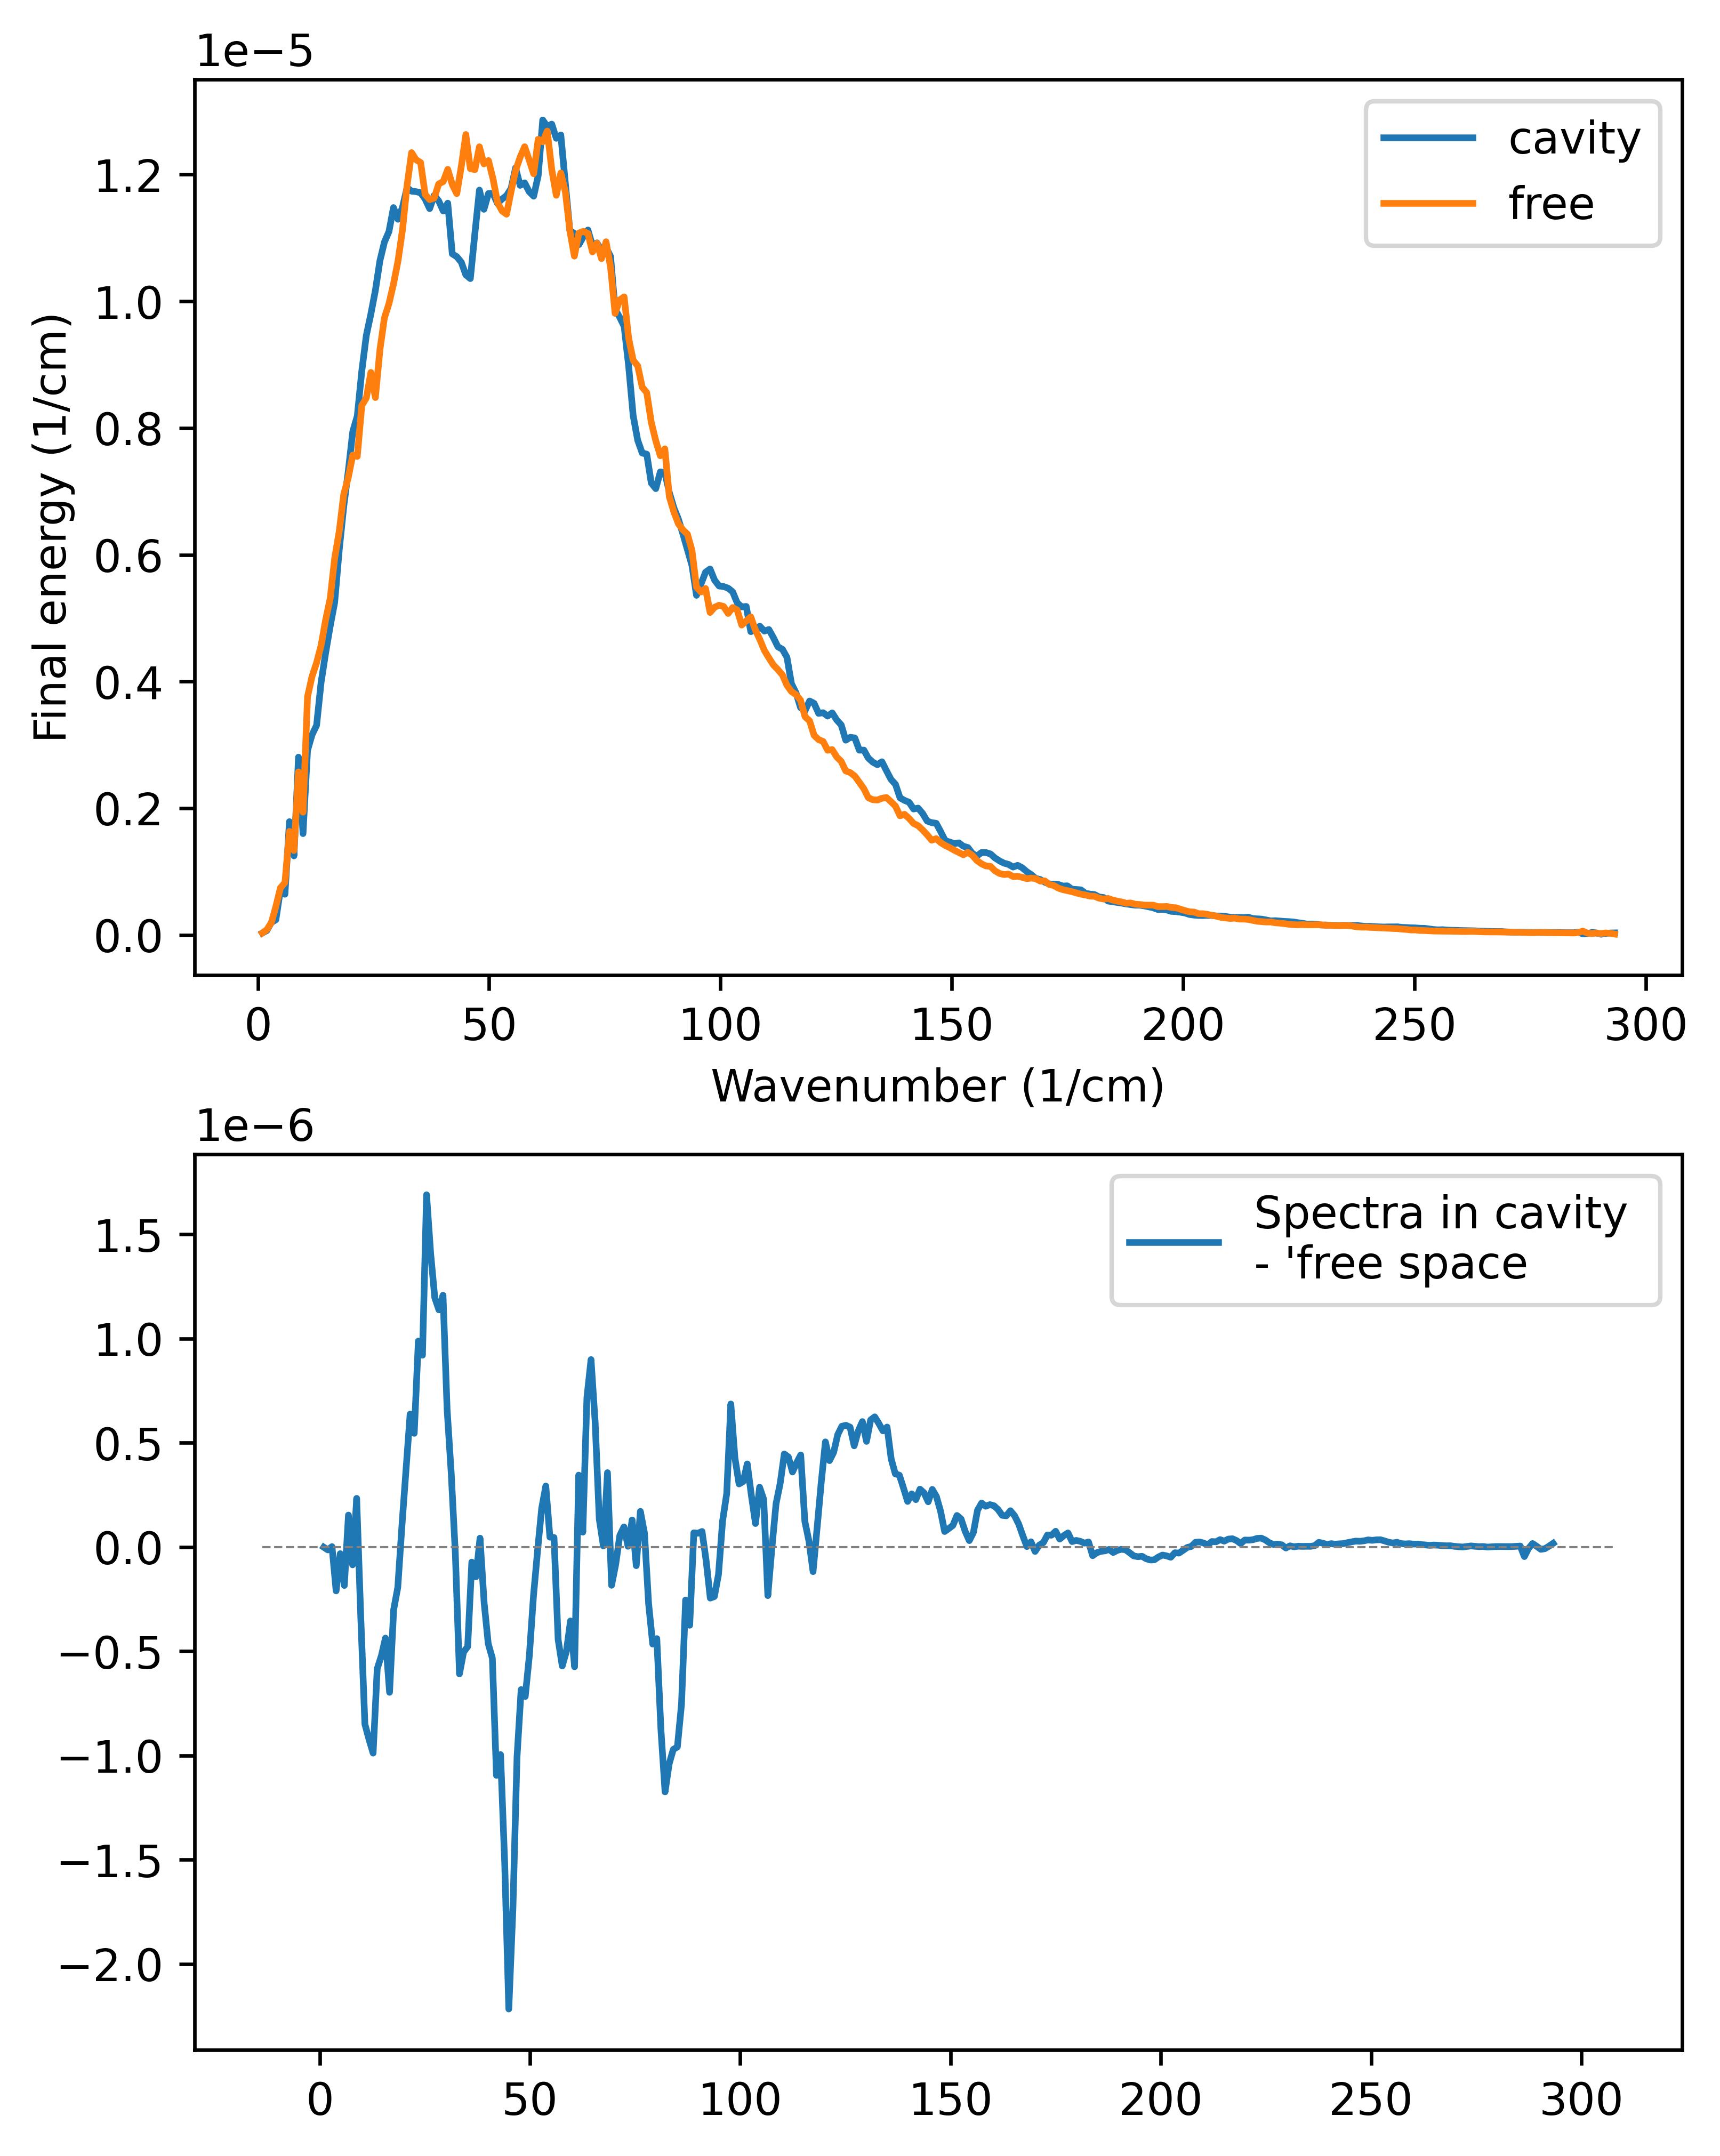 1e−5
cavity
free
1.2
1.0
0.8
0.6
0.4
0.2
0.0
Final energy (1/cm)
0 50 100 150 200 250 300
Wavenumber (1/cm)
1e−6
Spectra in cavity
- 'free space
1.5
1.0
0.5
0.0
−0.5
−1.0
−1.5
−2.0
0 50 100 150 200 250 300